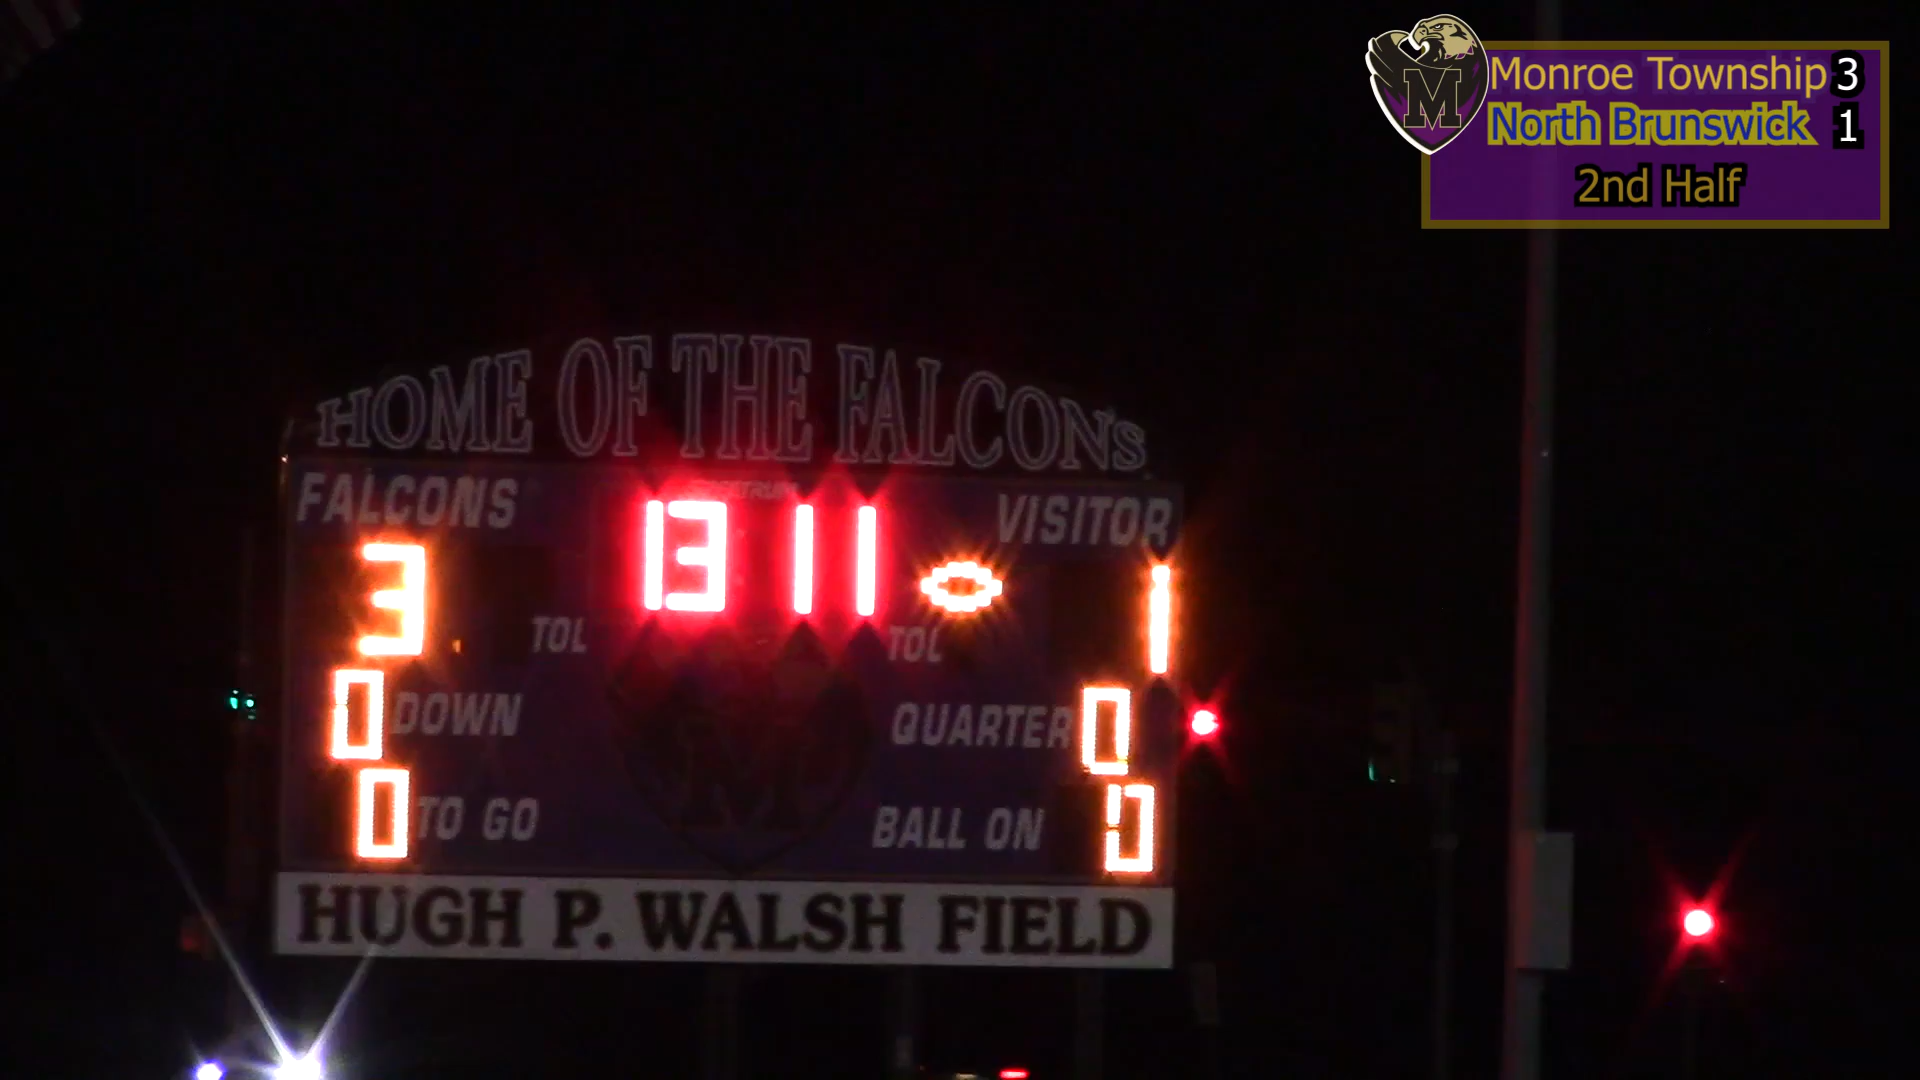 Monroe Township 3
North Brunswick 1
2nd Half
M
HOME OF THE FALCONS
FALCONS 13 11 VISITOR
3 1
TOL TOL
0 DOWN QUARTER 0
0 TO GO BALL ON 0
HUGH P. WALSH FIELD